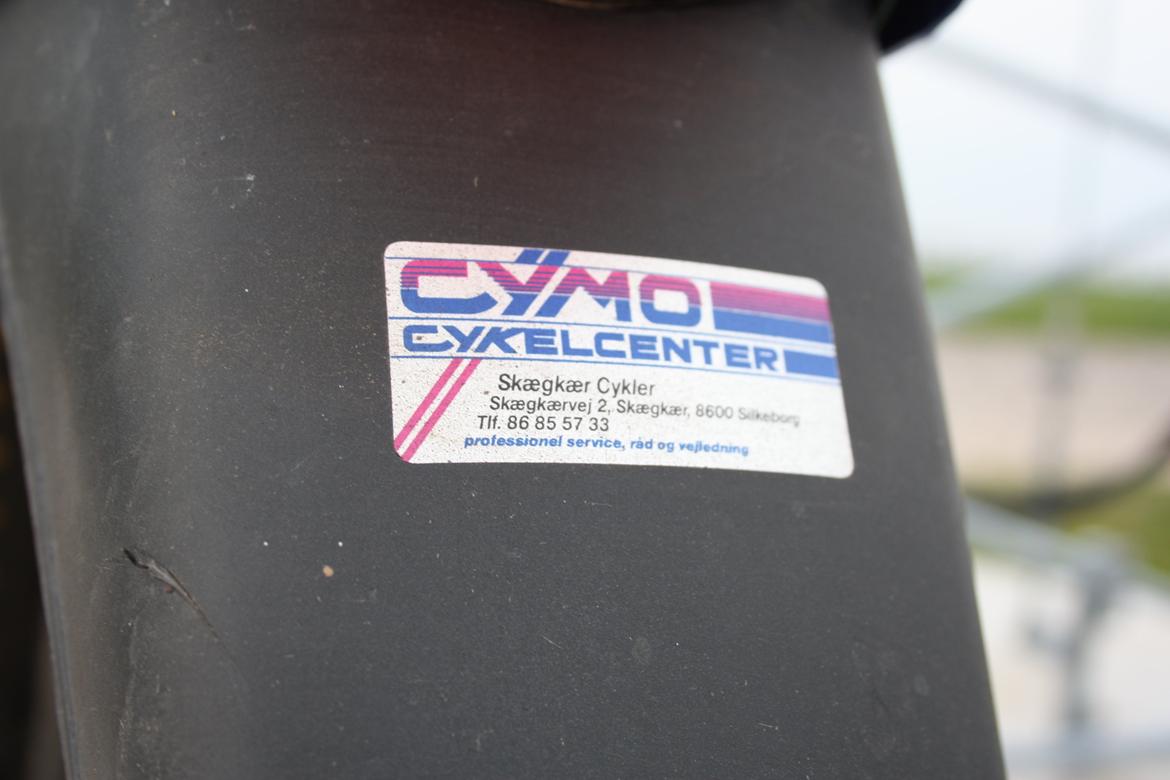 CYMO
CYKELCENTER
Skægkær Cykler
Skægkærvej 2, Skægkær, 8600 Silkeborg
Tlf. 86 85 57 33
professionel service, råd og vejledning